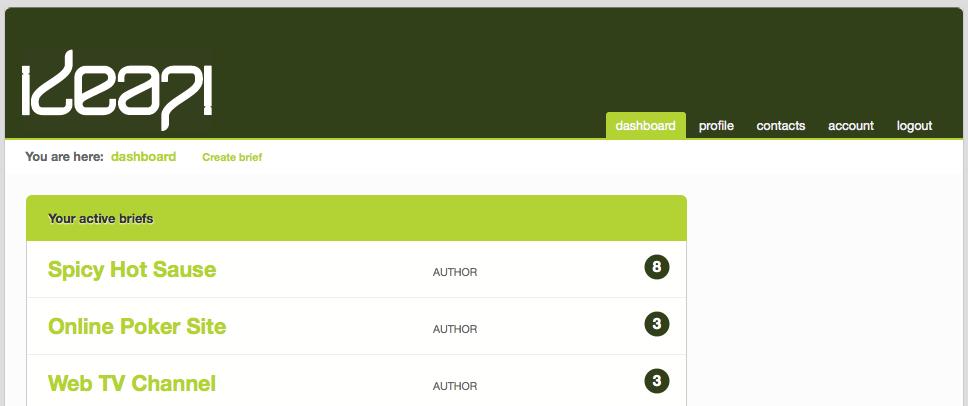 ideapi
dashboard profile contacts account logout
You are here: dashboard Create brief
Your active briefs
Spicy Hot Sause AUTHOR 8
Online Poker Site AUTHOR 3
Web TV Channel AUTHOR 3